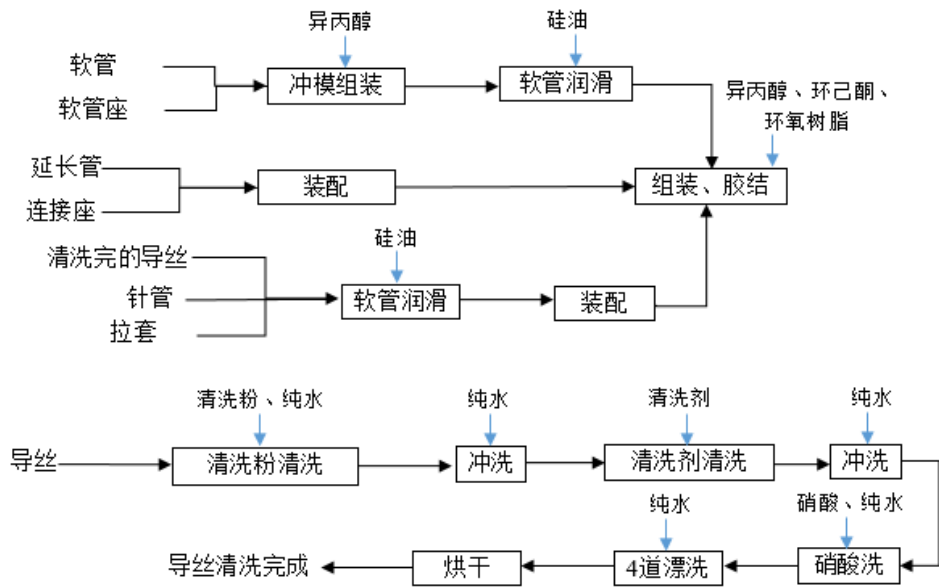 异丙醇
硅油
软管
冲模组装
软管润滑
软管座
异丙醇、环己酮、
环氧树脂
延长管
装配
组装、胶结
连接座
硅油
清洗完的导丝
针管
软管润滑
装配
拉套
清洗粉、纯水
纯水
清洗剂
纯水
导丝
清洗粉清洗
冲洗
清洗剂清洗
冲洗
纯水
硝酸、纯水
导丝清洗完成
烘干
4道漂洗
硝酸洗